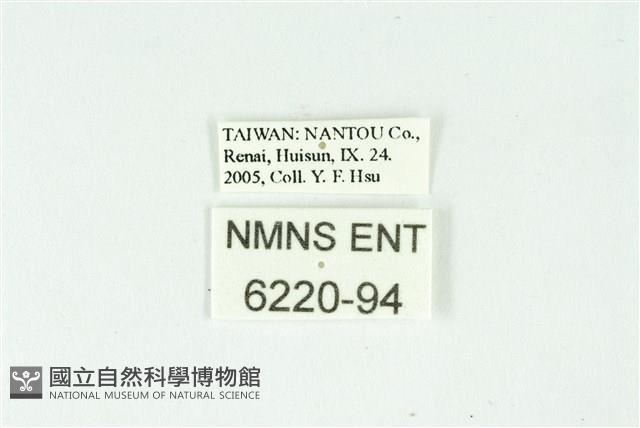 TAIWAN: NANTOU Co.,
Renai, Huisun, IX. 24.
2005, Coll. Y. F. Hsu
NMNS ENT
6220-94
國立自然科學博物館
NATIONAL MUSEUM OF NATURAL SCIENCE